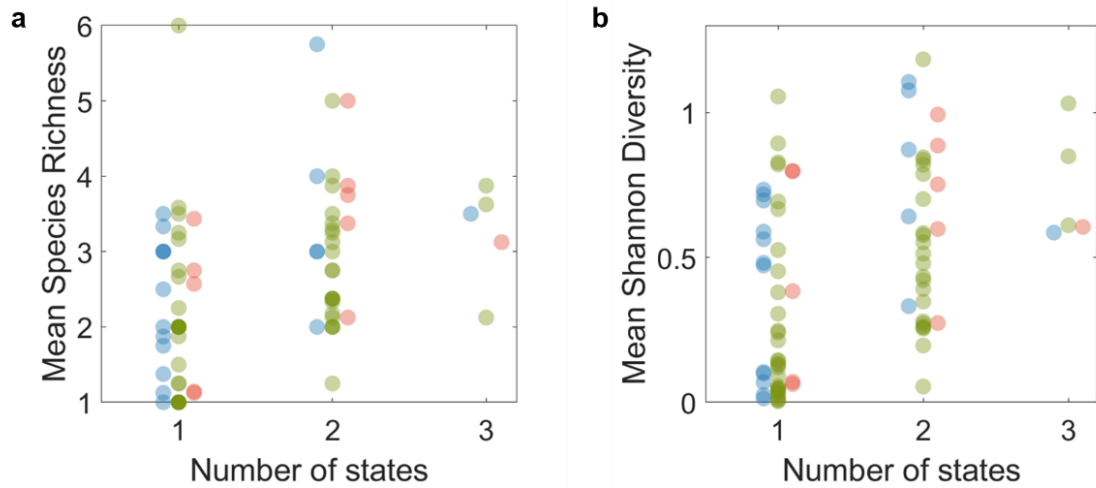 a
Mean Species Richness
6
5
4
3
2
1
1 2 3
Number of states
b
Mean Shannon Diversity
1
0.5
0
1 2 3
Number of states